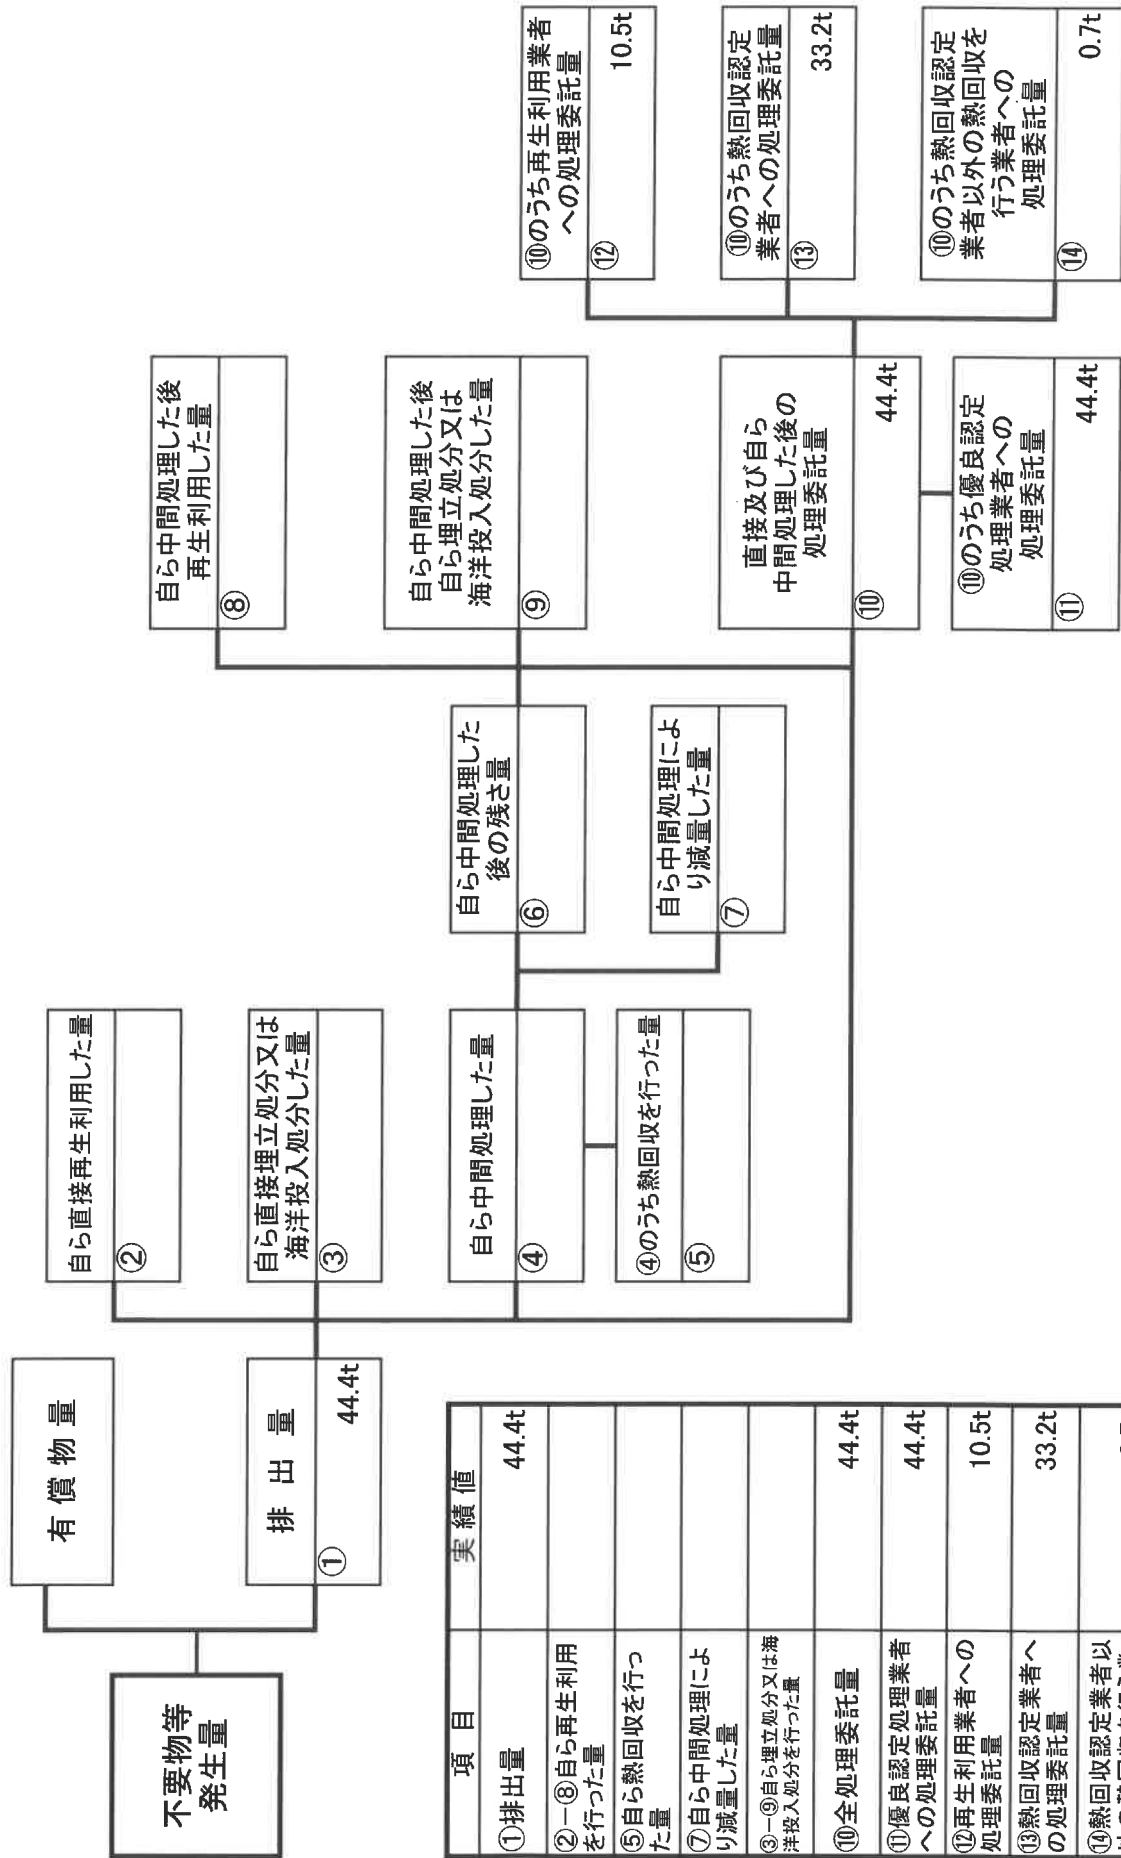 不要物等
発生量
有償物量
排出量
①
44.4t
自ら直接再生利用した量
②
自ら直接埋立処分又は
海洋投入処分した量
③
自ら中間処理した量
④
④のうち熱回収を行った量
⑤
自ら中間処理した
後の残さ量
⑥
自ら中間処理によ
り減量した量
⑦
自ら中間処理した後
再生利用した量
⑧
自ら中間処理した後
自ら埋立処分又は
海洋投入処分した量
⑨
直接及び自ら
中間処理した後の
処理委託量
⑩
44.4t
⑩のうち優良認定
処理業者への
処理委託量
⑪
44.4t
⑩のうち再生利用業者
への処理委託量
⑫
10.5t
⑩のうち熱回収認定
業者への処理委託量
⑬
33.2t
⑩のうち熱回収認定
業者以外の熱回収を
行う業者への
処理委託量
⑭
0.7t
項目 実績値
①排出量 44.4t
②−⑧自ら再生利用
を行った量
⑤自ら熱回収を行っ
た量
⑦自ら中間処理によ
り減量した量
③−⑨自ら埋立処分又は海
洋投入処分を行った量
⑩全処理委託量 44.4t
⑪優良認定処理業者
への処理委託量 44.4t
⑫再生利用業者への
処理委託量 10.5t
⑬熱回収認定業者へ
の処理委託量 33.2t
⑭熱回収認定業者以